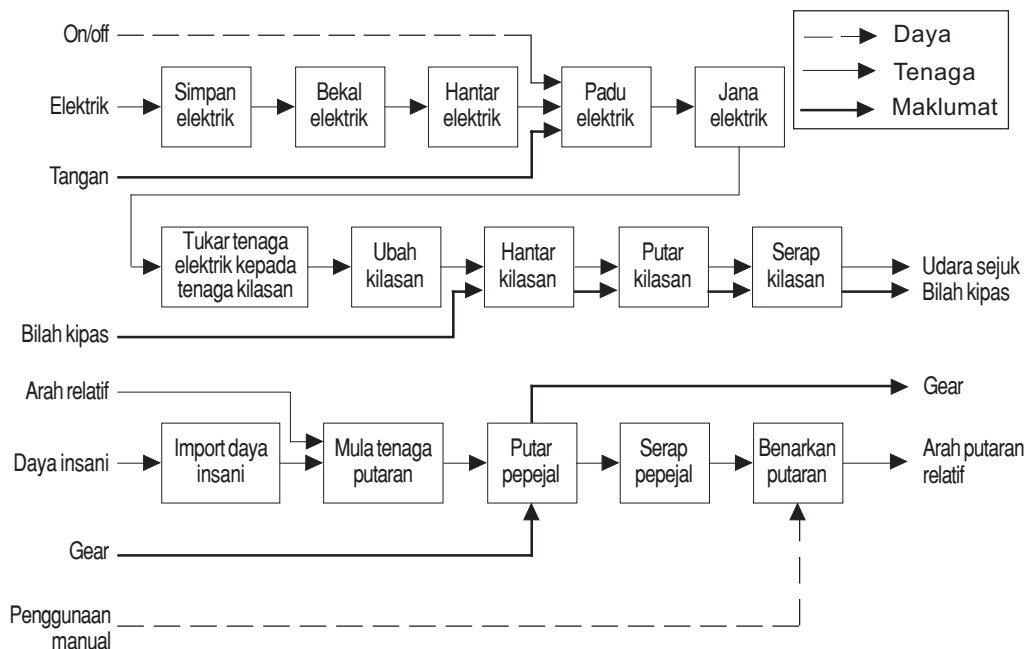 On/off
Daya
Tenaga
Maklumat
Elektrik
Simpan
elektrik
Bekal
elektrik
Hantar
elektrik
Padu
elektrik
Jana
elektrik
Tangan
Tukar tenaga
elektrik kepada
tenaga kilasan
Ubah
kilasan
Hantar
kilasan
Putar
kilasan
Serap
kilasan
Udara sejuk
Bilah kipas
Bilah kipas
Arah relatif
Gear
Daya insani
Import daya
insani
Mula tenaga
putaran
Putar
pepejal
Serap
pepejal
Benarkan
putaran
Arah putaran
relatif
Gear
Penggunaan
manual